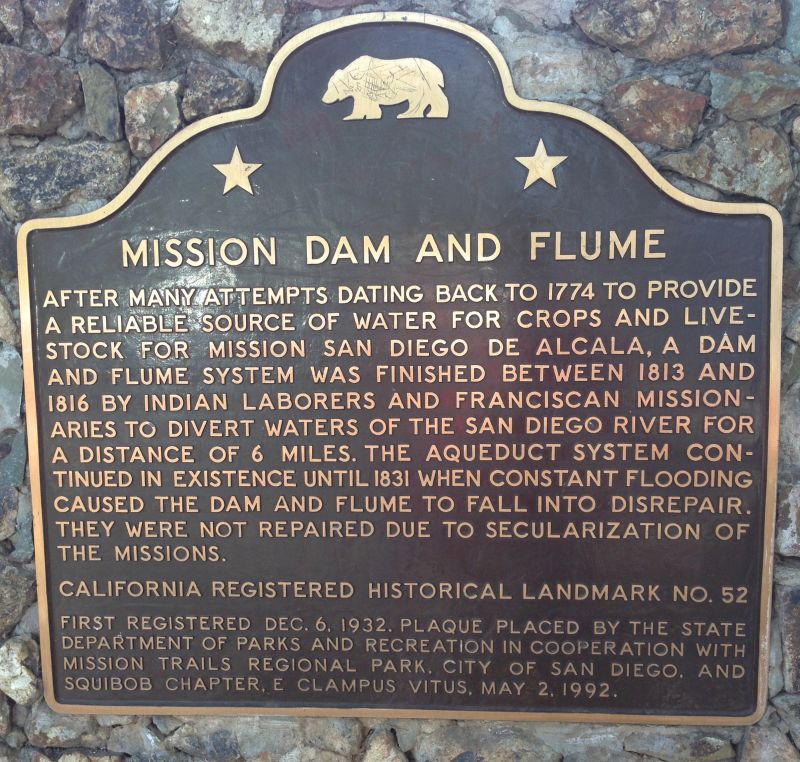 MISSION DAM AND FLUME
AFTER MANY ATTEMPTS DATING BACK TO 1774 TO PROVIDE
A RELIABLE SOURCE OF WATER FOR CROPS AND LIVE-
STOCK FOR MISSION SAN DIEGO DE ALCALA, A DAM
AND FLUME SYSTEM WAS FINISHED BETWEEN 1813 AND
1816 BY INDIAN LABORERS AND FRANCISCAN MISSION-
ARIES TO DIVERT WATERS OF THE SAN DIEGO RIVER FOR
A DISTANCE OF 6 MILES. THE AQUEDUCT SYSTEM CON-
TINUED IN EXISTENCE UNTIL 1831 WHEN CONSTANT FLOODING
CAUSED THE DAM AND FLUME TO FALL INTO DISREPAIR.
THEY WERE NOT REPAIRED DUE TO SECULARIZATION OF
THE MISSIONS.
CALIFORNIA REGISTERED HISTORICAL LANDMARK NO. 52
FIRST REGISTERED DEC. 6, 1932. PLAQUE PLACED BY THE STATE
DEPARTMENT OF PARKS AND RECREATION IN COOPERATION WITH
MISSION TRAILS REGIONAL PARK, CITY OF SAN DIEGO, AND
SQUIBOB CHAPTER, E CLAMPUS VITUS, MAY 2, 1992.